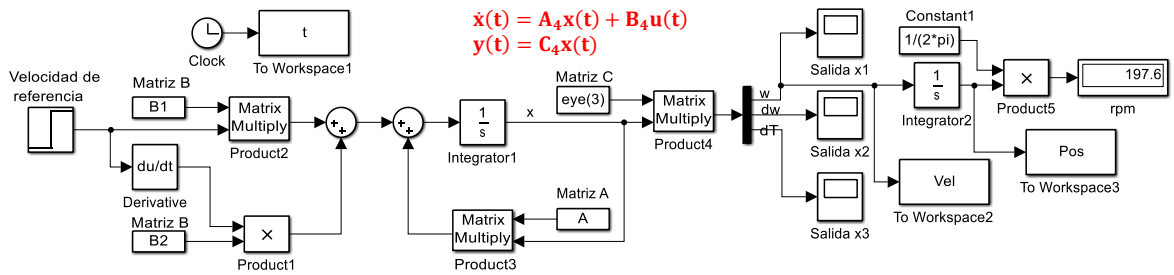 ẋ(t) = A₄x(t) + B₄u(t)
y(t) = C₄x(t)
Clock
t
To Workspace1
Velocidad de
referencia
Matriz B
B1
Matrix
Multiply
Product2
du/dt
Derivative
Matriz B
B2
×
Product1
+
+
+
+
1
s
Integrator1
x
Matriz C
eye(3)
Matrix
Multiply
Product4
Matriz A
A
Matrix
Multiply
Product3
w
dw
dT
Salida x1
Salida x2
Salida x3
Constant1
1/(2*pi)
1
s
Integrator2
×
Product5
197.6
rpm
Vel
To Workspace2
Pos
To Workspace3